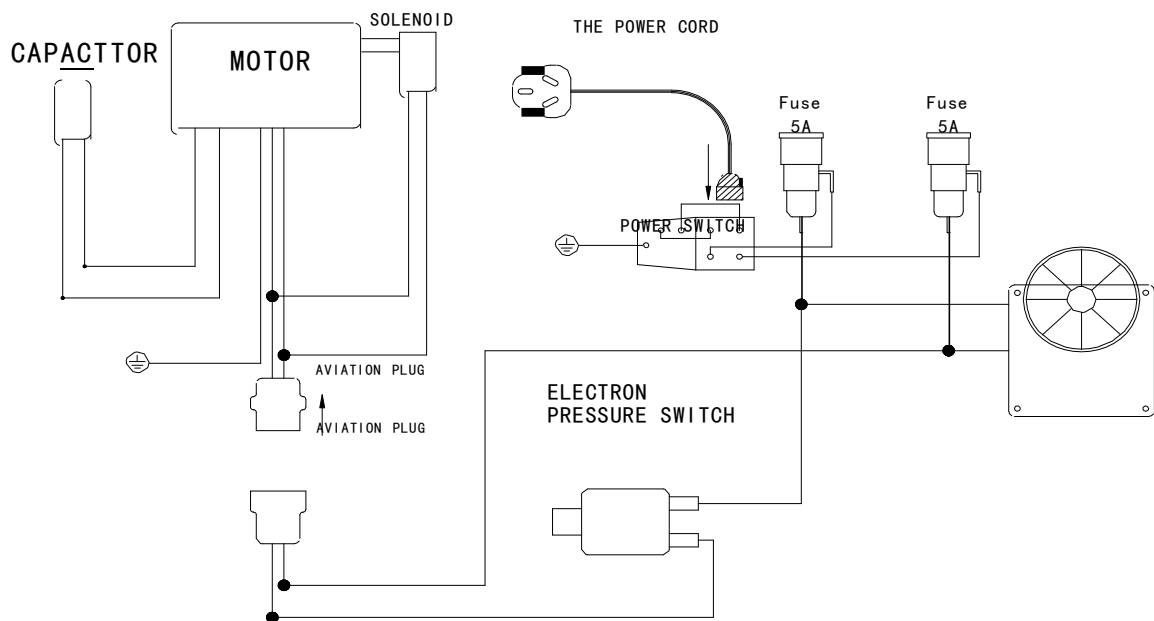 SOLENOID
THE POWER CORD
CAPACTTOR
MOTOR
Fuse
5A
Fuse
5A
POWER SWITCH
AVIATION PLUG
AVIATION PLUG
ELECTRON
PRESSURE SWITCH